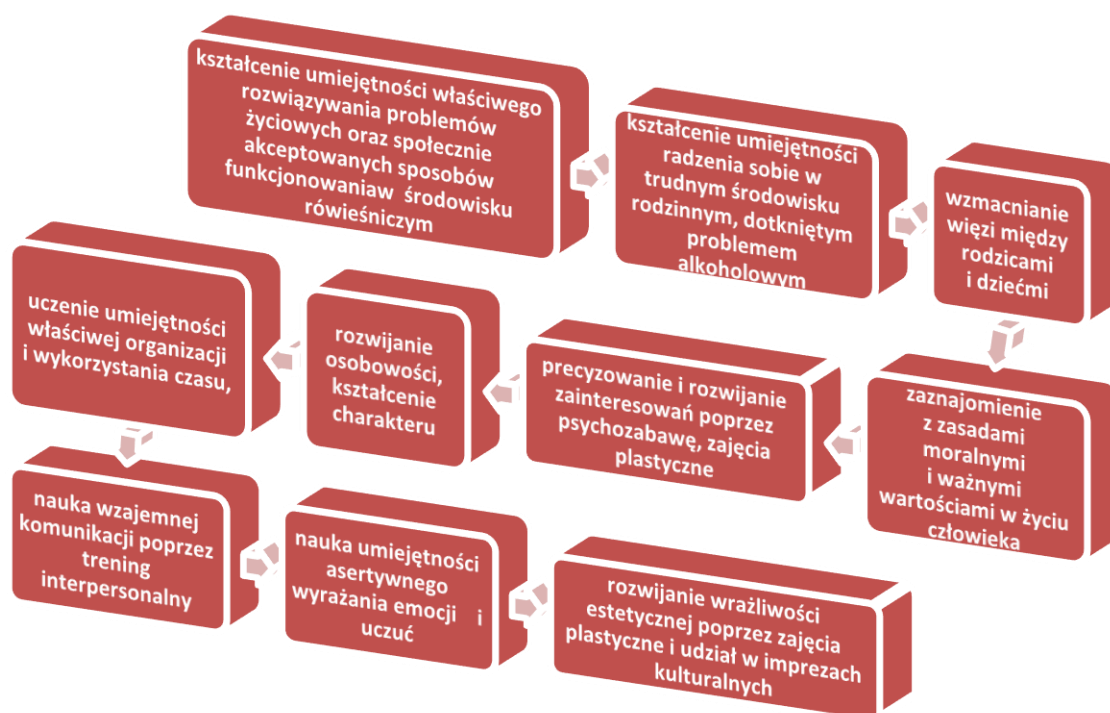 kształcenie umiejętności właściwego
rozwiązywania problemów
życiowych oraz społecznie
akceptowanych sposobów
funkcjonowaniaw środowisku
rówieśniczym
kształcenie umiejętności
radzenia sobie w
trudnym środowisku
rodzinnym, dotkniętym
problemem
alkoholowym
wzmacnianie
więzi między
rodzicami
i dziećmi
zaznajomienie
z zasadami
moralnymi
i ważnymi
wartościami w życiu
człowieka
precyzowanie i rozwijanie
zainteresowań poprzez
psychozabawę, zajęcia
plastyczne
rozwijanie
osobowości,
kształcenie
charakteru
uczenie umiejętności
właściwej organizacji
i wykorzystania czasu,
nauka wzajemnej
komunikacji poprzez
trening
interpersonalny
nauka umiejętności
asertywnego
wyrażania emocji i
uczuć
rozwijanie wrażliwości
estetycznej poprzez zajęcia
plastyczne i udział w imprezach
kulturalnych